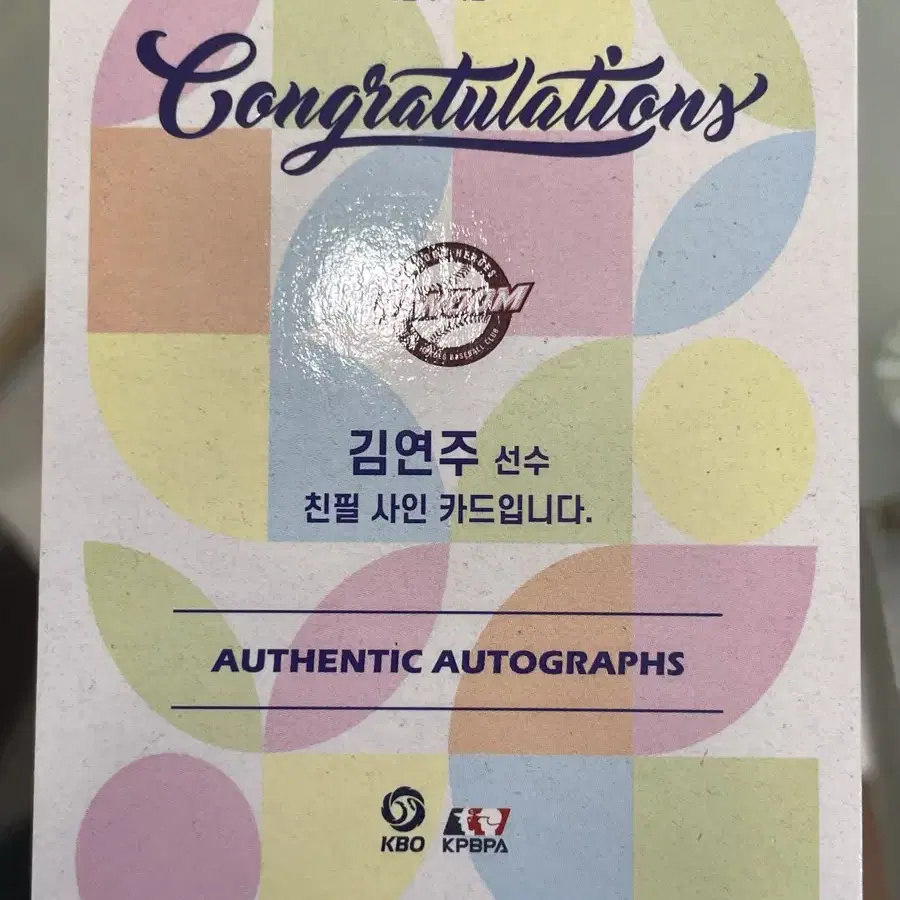 Congratulations
김연주 선수
친필 사인 카드입니다.
AUTHENTIC AUTOGRAPHS
KBO KPBPA